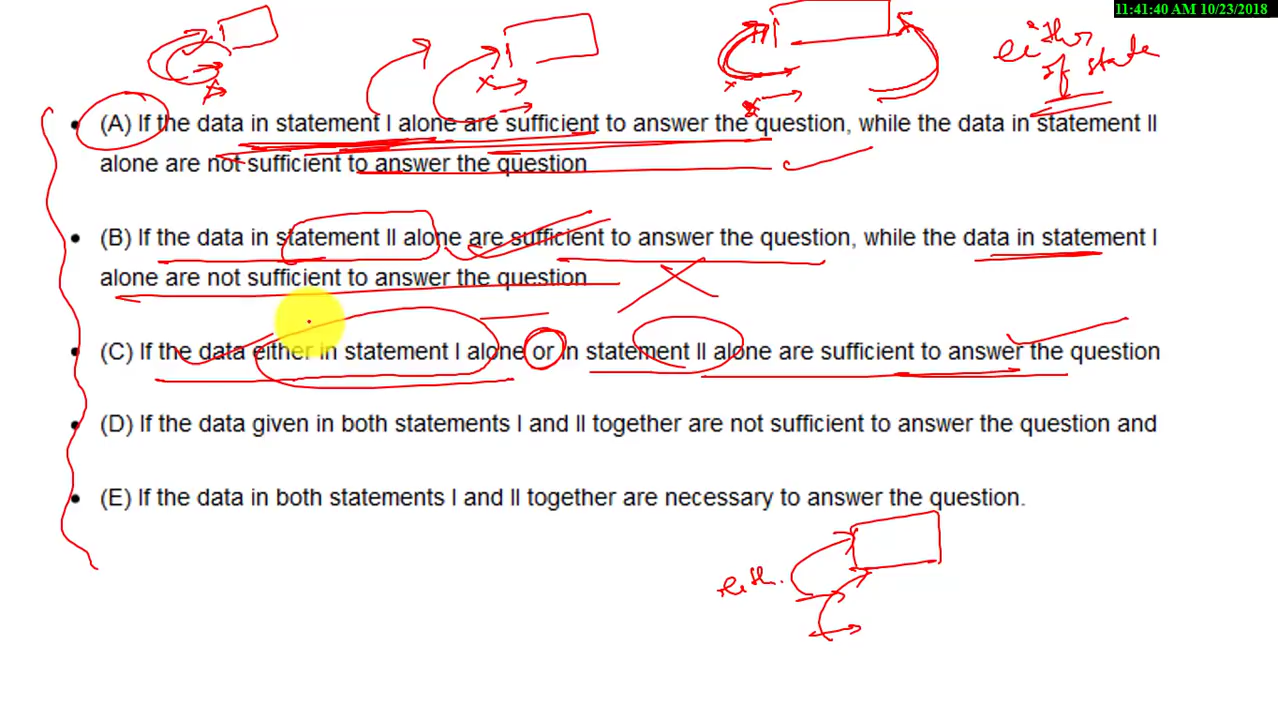 11:41:40 AM 10/23/2018
either
of state
(A) If the data in statement I alone are sufficient to answer the question, while the data in statement II
alone are not sufficient to answer the question
(B) If the data in statement II alone are sufficient to answer the question, while the data in statement I
alone are not sufficient to answer the question
(C) If the data either in statement I alone or in statement II alone are sufficient to answer the question
(D) If the data given in both statements I and II together are not sufficient to answer the question and
(E) If the data in both statements I and II together are necessary to answer the question.